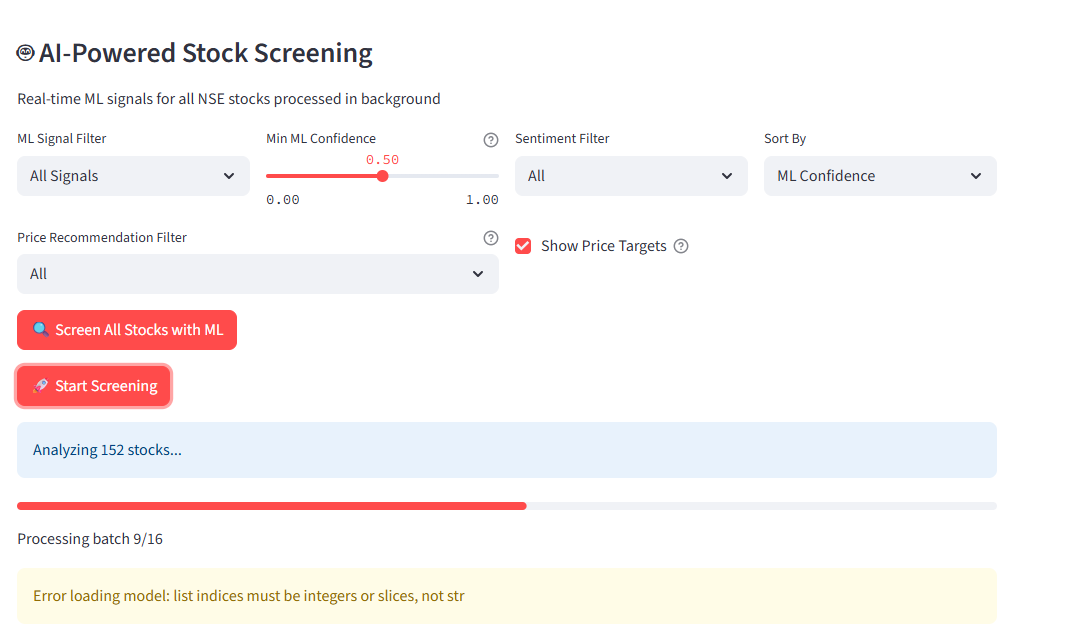 AI-Powered Stock Screening
Real-time ML signals for all NSE stocks processed in background
ML Signal Filter
All Signals
Min ML Confidence
0.50
0.00 1.00
Sentiment Filter
All
Sort By
ML Confidence
Price Recommendation Filter
All
Show Price Targets
Screen All Stocks with ML
Start Screening
Analyzing 152 stocks...
Processing batch 9/16
Error loading model: list indices must be integers or slices, not str